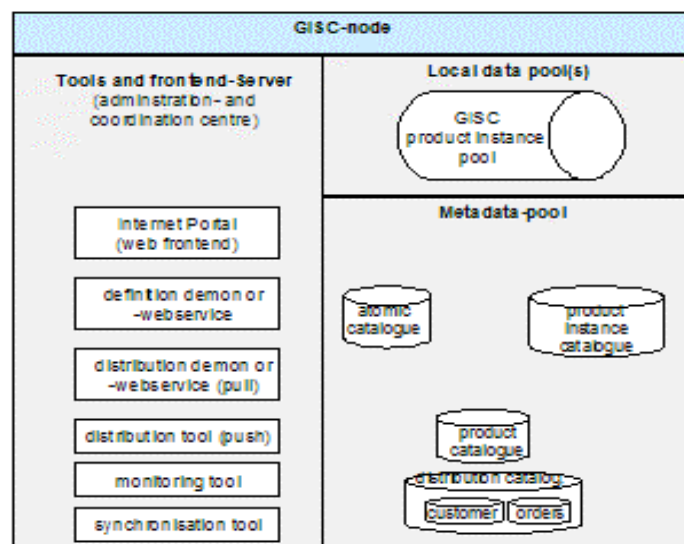 GISC-node
Tools and frontend-Server
(adminstration- and
coordination centre)
Internet Portal
(web frontend)
definition demon or
-webservice
distribution demon or
-webservice (pull)
distribution tool (push)
monitoring tool
synchronisation tool
Local data pool(s)
GISC
product instance
pool
Metadata-pool
atomic
catalogue
product
instance
catalogue
product
catalogue
distribution catalog
customer
orders